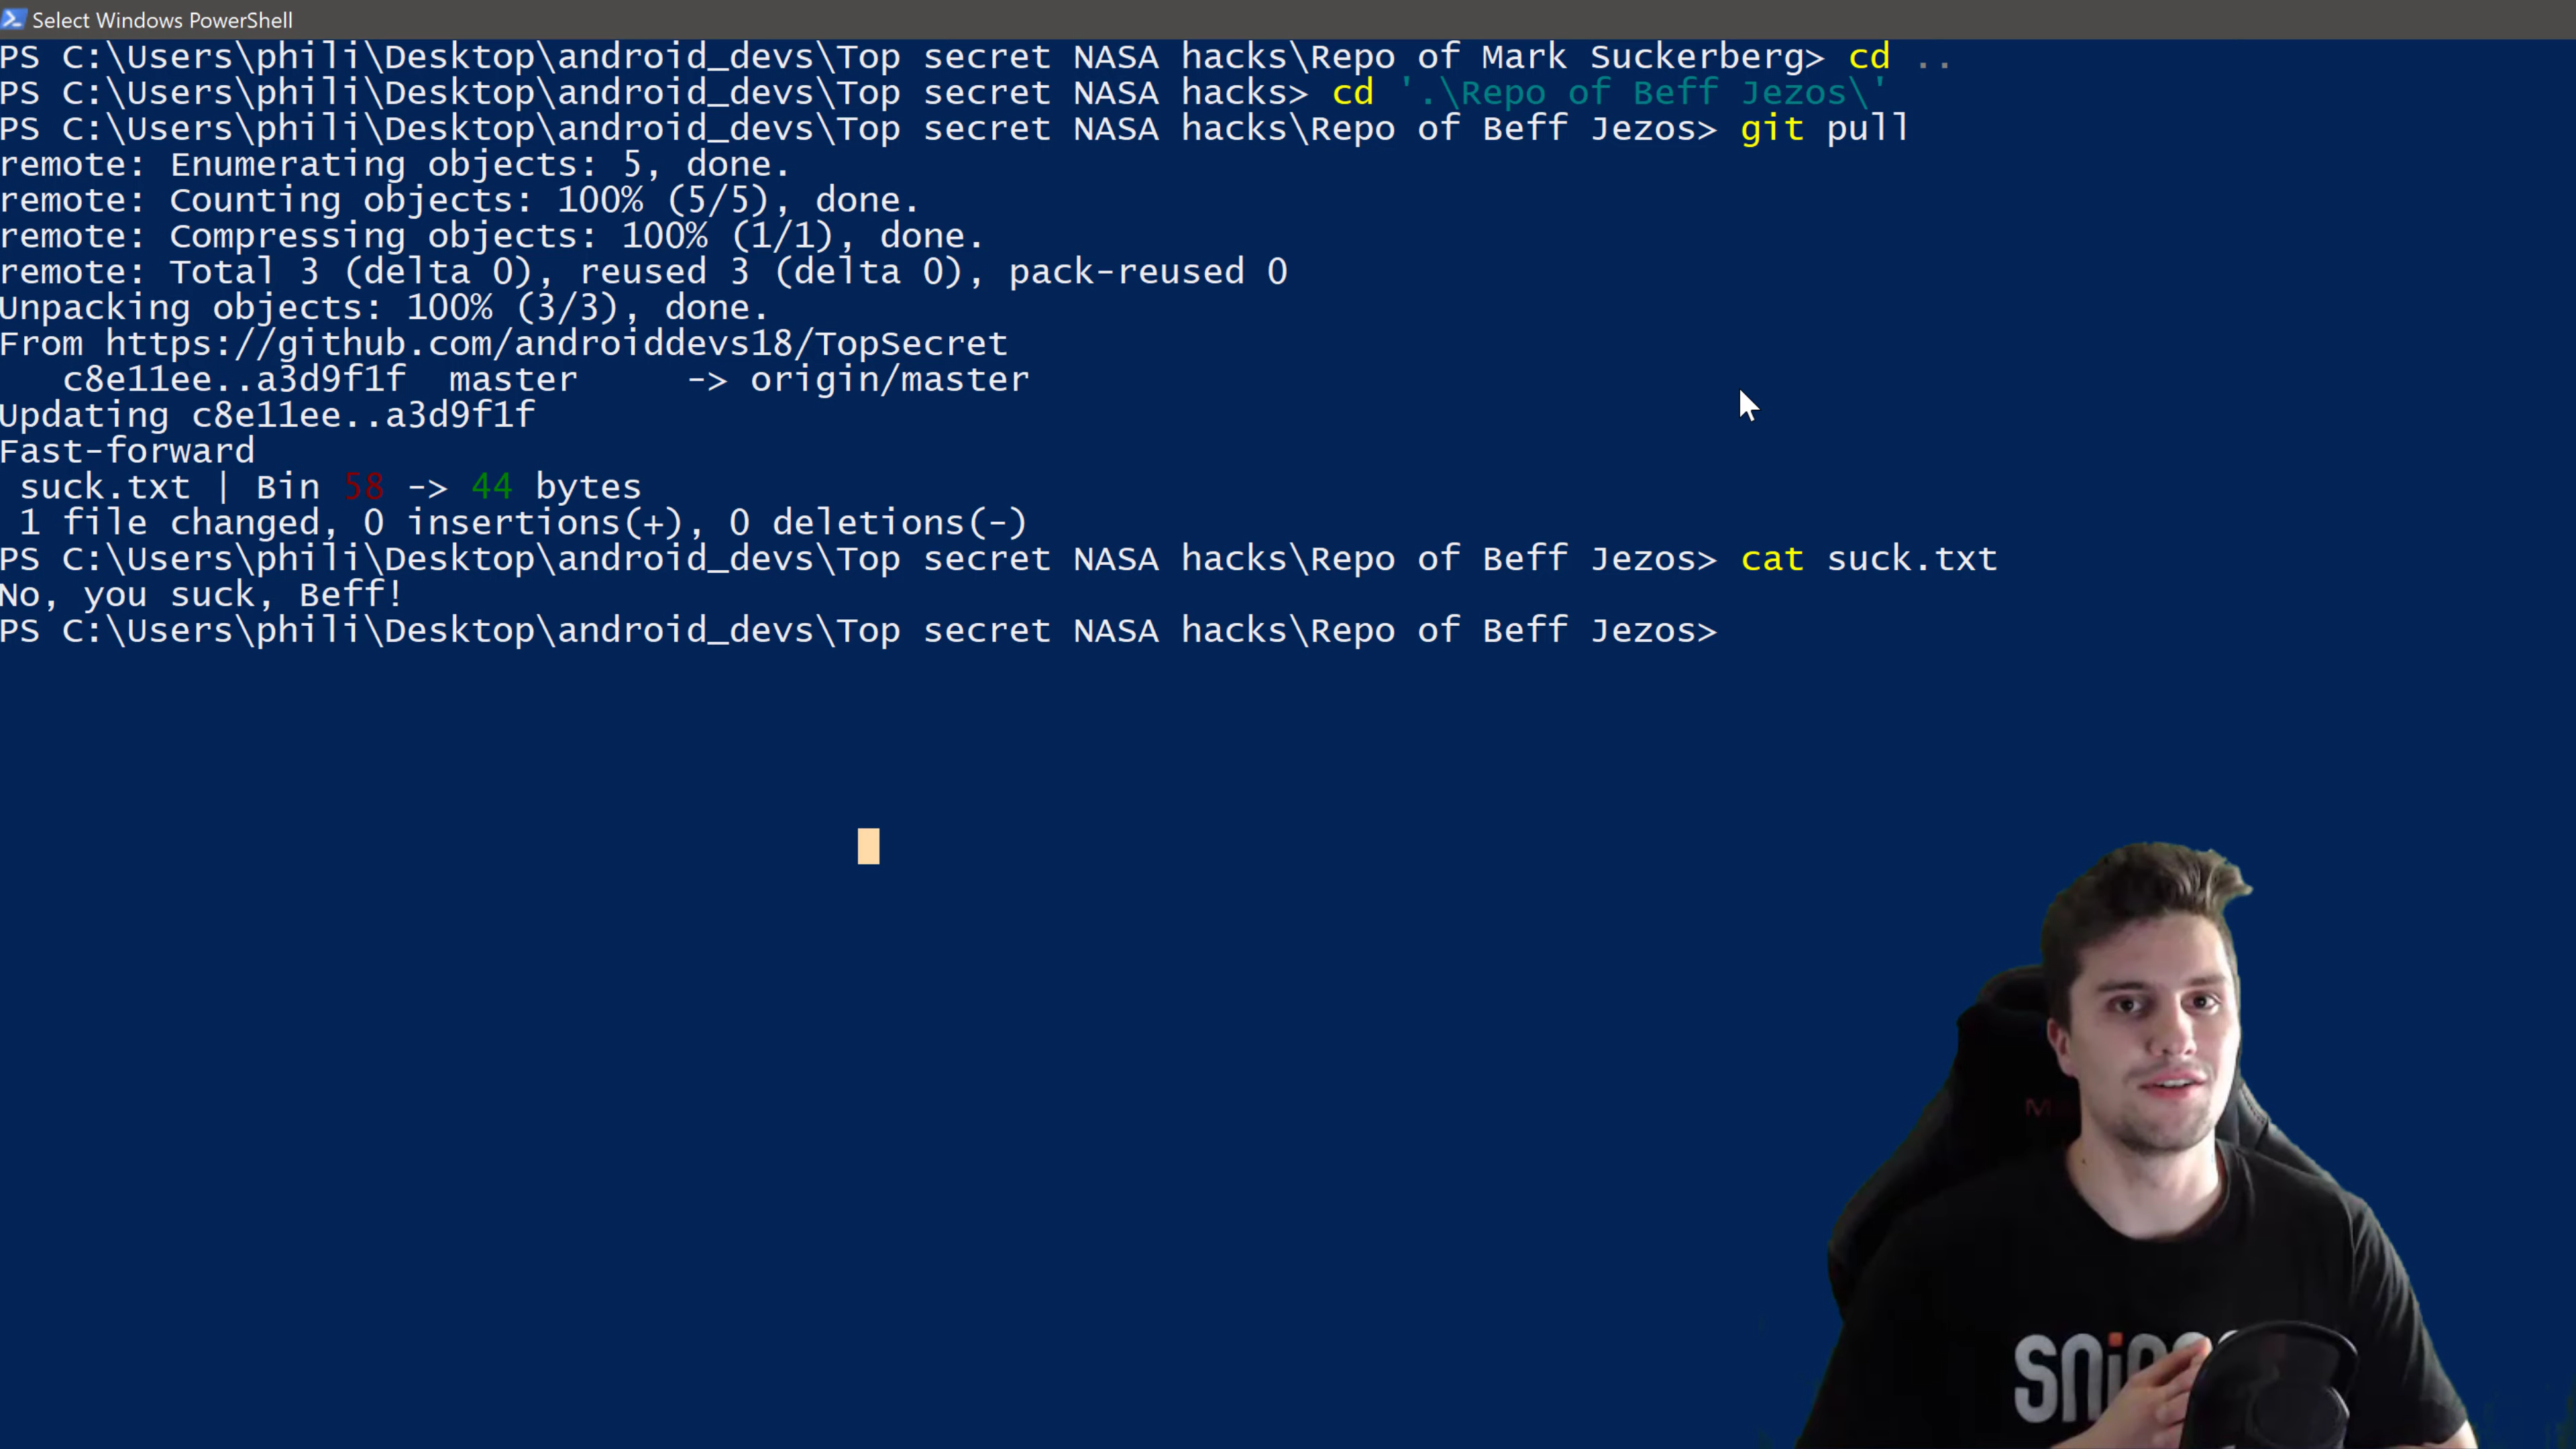 Select Windows PowerShell
PS C:\Users\phili\Desktop\android_devs\Top secret NASA hacks\Repo of Mark Suckerberg> cd ..
PS C:\Users\phili\Desktop\android_devs\Top secret NASA hacks> cd '.\Repo of Beff Jezos\'
PS C:\Users\phili\Desktop\android_devs\Top secret NASA hacks\Repo of Beff Jezos> git pull
remote: Enumerating objects: 5, done.
remote: Counting objects: 100% (5/5), done.
remote: Compressing objects: 100% (1/1), done.
remote: Total 3 (delta 0), reused 3 (delta 0), pack-reused 0
Unpacking objects: 100% (3/3), done.
From https://github.com/androiddevs18/TopSecret
   c8e11ee..a3d9f1f  master     -> origin/master
Updating c8e11ee..a3d9f1f
Fast-forward
 suck.txt | Bin 58 -> 44 bytes
 1 file changed, 0 insertions(+), 0 deletions(-)
PS C:\Users\phili\Desktop\android_devs\Top secret NASA hacks\Repo of Beff Jezos> cat suck.txt
No, you suck, Beff!
PS C:\Users\phili\Desktop\android_devs\Top secret NASA hacks\Repo of Beff Jezos>